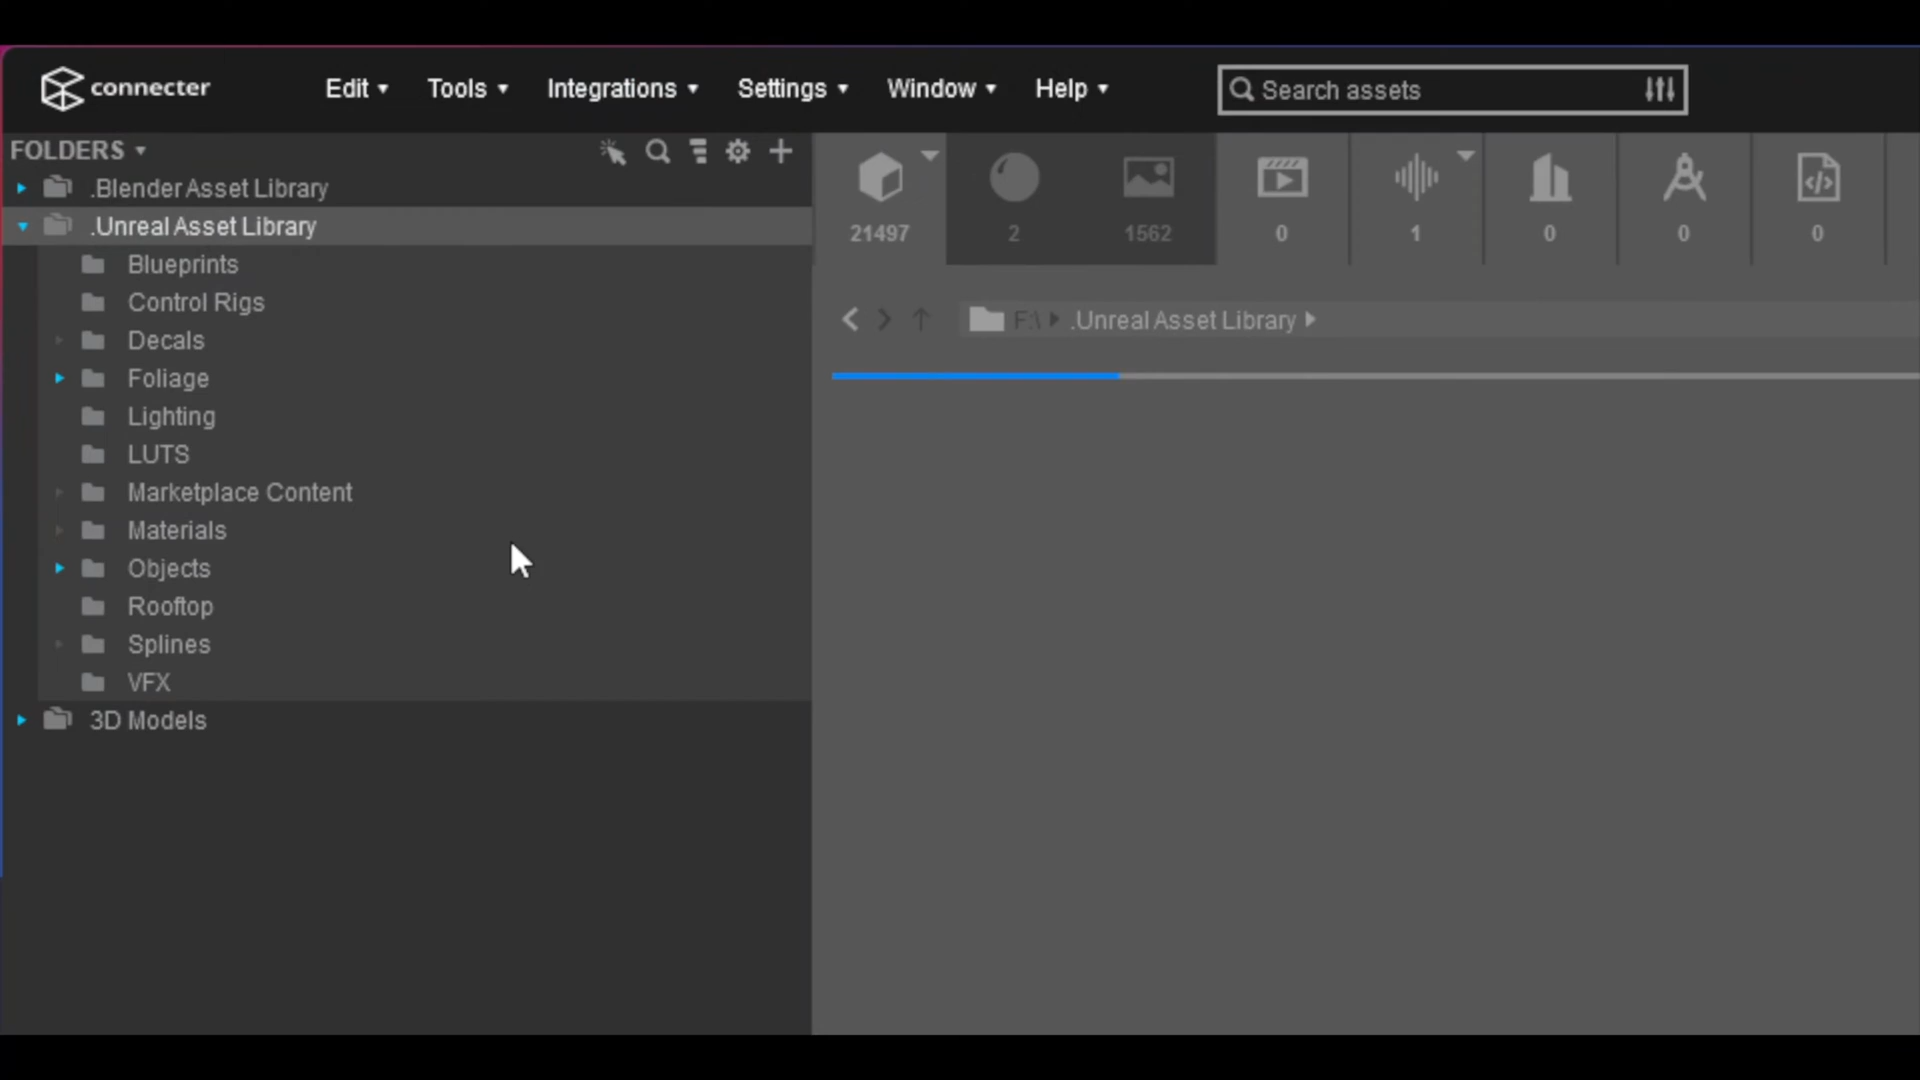 connecter Edit Tools Integrations Settings Window Help Search assets
FOLDERS
.Blender Asset Library
.Unreal Asset Library
Blueprints
Control Rigs
Decals
Foliage
Lighting
LUTS
Marketplace Content
Materials
Objects
Rooftop
Splines
VFX
3D Models
21497 2 1562 0 1 0 0 0
F:\ .Unreal Asset Library